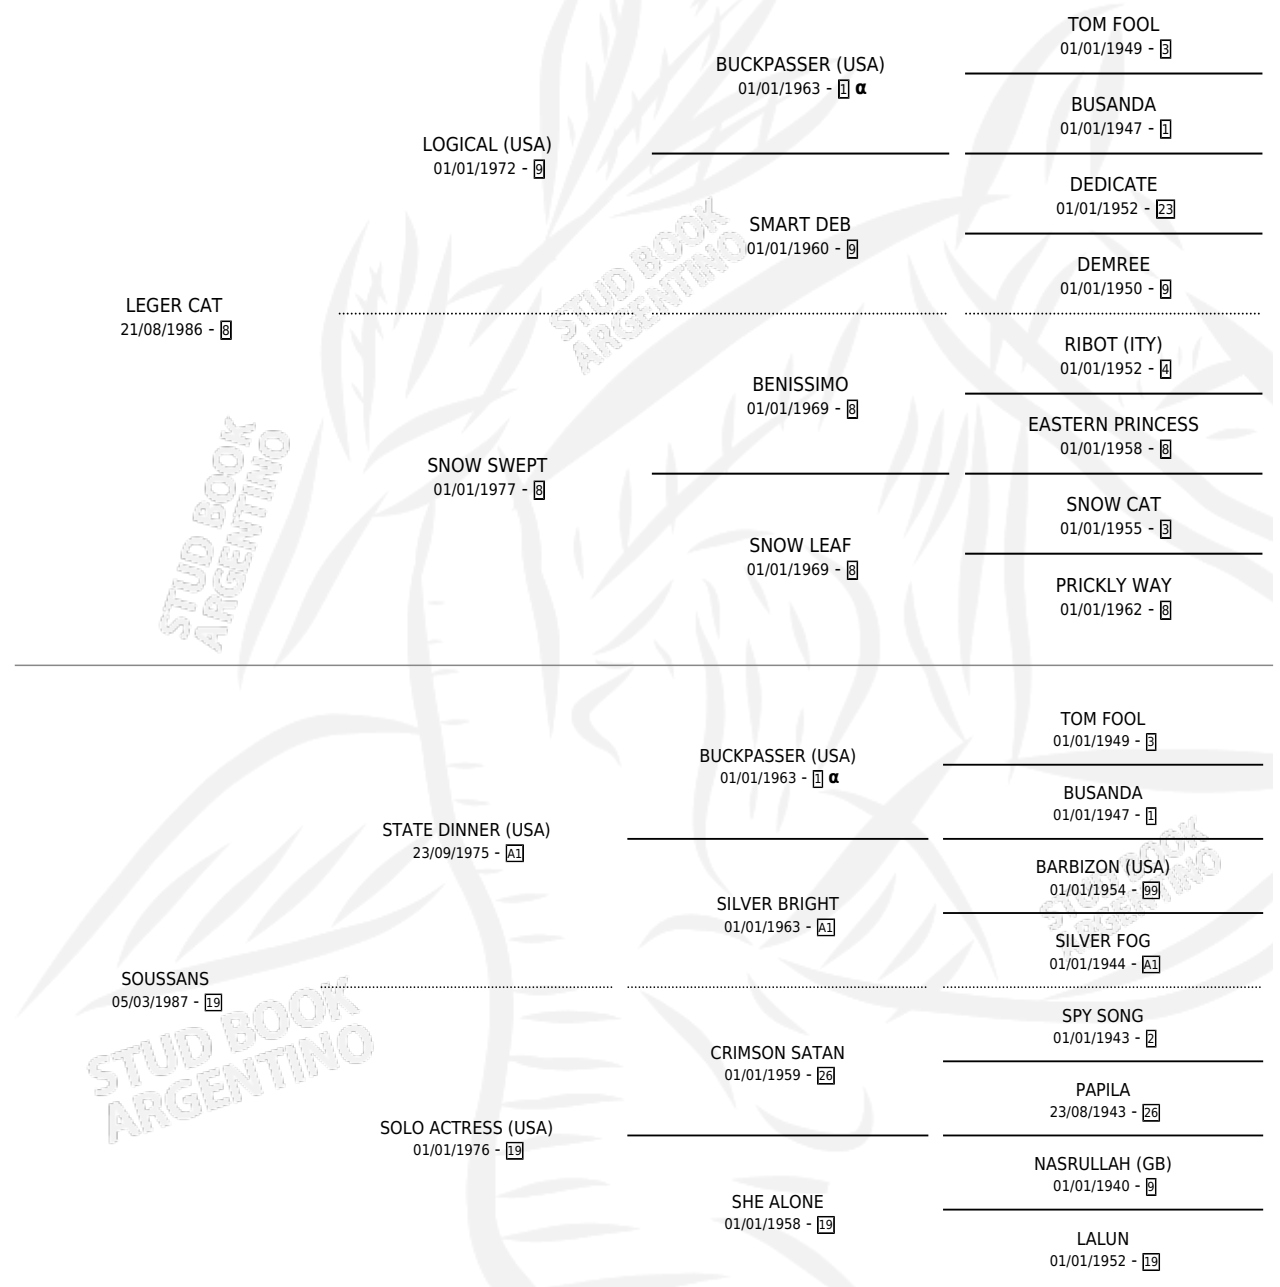 TOM FOOL
01/01/1949 - 3
BUCKPASSER (USA)
01/01/1963 - 1 α
BUSANDA
01/01/1947 - 1
LOGICAL (USA)
01/01/1972 - 9
DEDICATE
01/01/1952 - 23
SMART DEB
01/01/1960 - 9
DEMREE
01/01/1950 - 9
LEGER CAT
21/08/1986 - 8
STUD BOOK
ARGENTINO
RIBOT (ITY)
01/01/1952 - 4
BENISSIMO
01/01/1969 - 8
EASTERN PRINCESS
01/01/1958 - 8
SNOW SWEPT
01/01/1977 - 8
SNOW CAT
01/01/1955 - 3
SNOW LEAF
01/01/1969 - 8
PRICKLY WAY
01/01/1962 - 8
STUD BOOK
ARGENTINO
TOM FOOL
01/01/1949 - 3
BUCKPASSER (USA)
01/01/1963 - 1 α
BUSANDA
01/01/1947 - 1
STATE DINNER (USA)
23/09/1975 - A1
BARBIZON (USA)
01/01/1954 - 99
STUD BOOK
ARGENTINO
SILVER BRIGHT
01/01/1963 - A1
SILVER FOG
01/01/1944 - A1
SOUSSANS
05/03/1987 - 19
STUD BOOK
ARGENTINO
SPY SONG
01/01/1943 - 2
CRIMSON SATAN
01/01/1959 - 26
PAPILA
23/08/1943 - 26
SOLO ACTRESS (USA)
01/01/1976 - 19
NASRULLAH (GB)
01/01/1940 - 9
SHE ALONE
01/01/1958 - 19
LALUN
01/01/1952 - 19